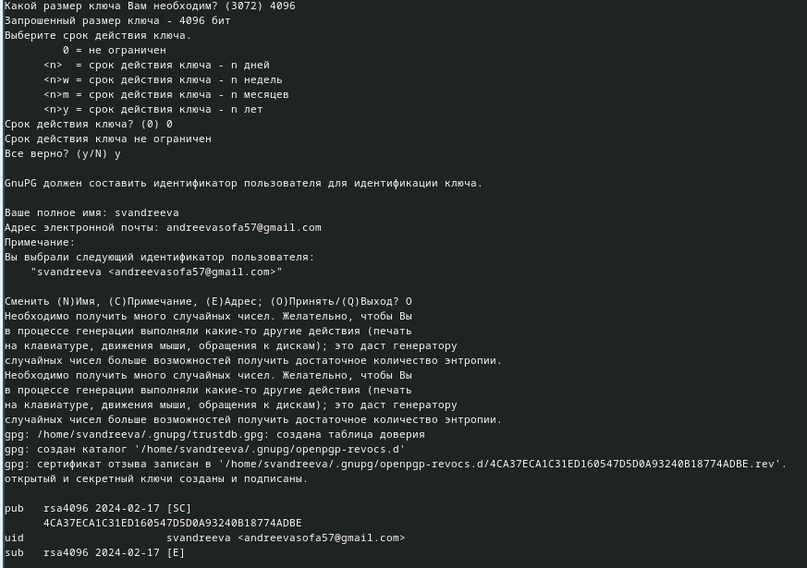 Какой размер ключа Вам необходим? (3072) 4096
Запрошенный размер ключа - 4096 бит
Выберите срок действия ключа.
         0 = не ограничен
      <n>  = срок действия ключа - n дней
      <n>w = срок действия ключа - n недель
      <n>m = срок действия ключа - n месяцев
      <n>y = срок действия ключа - n лет
Срок действия ключа? (0) 0
Срок действия ключа не ограничен
Все верно? (y/N) y
GnuPG должен составить идентификатор пользователя для идентификации ключа.
Ваше полное имя: svandreeva
Адрес электронной почты: andreevasofa57@gmail.com
Примечание:
Вы выбрали следующий идентификатор пользователя:
    "svandreeva <andreevasofa57@gmail.com>"
Сменить (N)Имя, (C)Примечание, (E)Адрес; (O)Принять/(Q)Выход? O
Необходимо получить много случайных чисел. Желательно, чтобы Вы
в процессе генерации выполняли какие-то другие действия (печать
на клавиатуре, движения мыши, обращения к дискам); это даст генератору
случайных чисел больше возможностей получить достаточное количество энтропии.
Необходимо получить много случайных чисел. Желательно, чтобы Вы
в процессе генерации выполняли какие-то другие действия (печать
на клавиатуре, движения мыши, обращения к дискам); это даст генератору
случайных чисел больше возможностей получить достаточное количество энтропии.
gpg: /home/svandreeva/.gnupg/trustdb.gpg: создана таблица доверия
gpg: создан каталог '/home/svandreeva/.gnupg/openpgp-revocs.d'
gpg: сертификат отзыва записан в '/home/svandreeva/.gnupg/openpgp-revocs.d/4CA37ECA1C31ED160547D5D0A93240B18774ADBE.rev'.
открытый и секретный ключи созданы и подписаны.
pub   rsa4096 2024-02-17 [SC]
      4CA37ECA1C31ED160547D5D0A93240B18774ADBE
uid                      svandreeva <andreevasofa57@gmail.com>
sub   rsa4096 2024-02-17 [E]